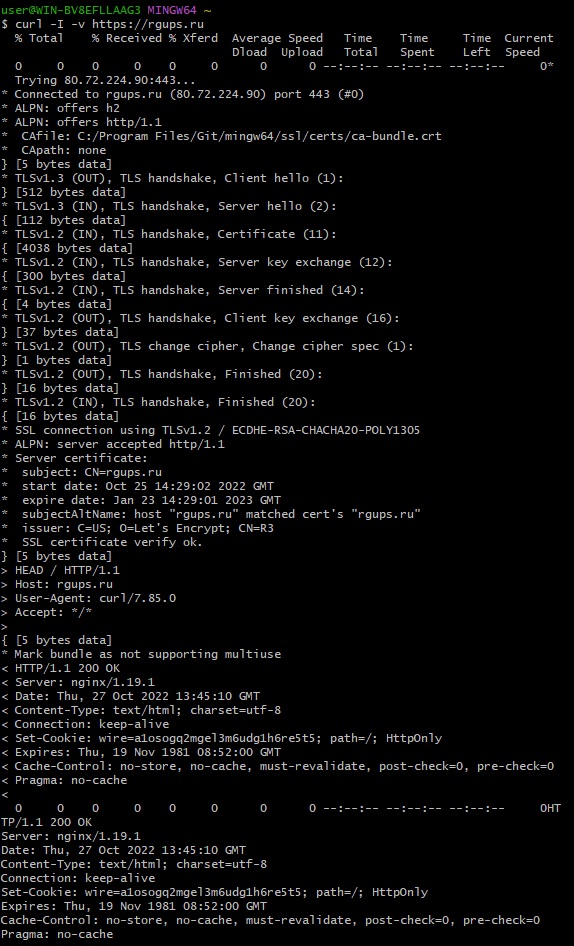 user@WIN-BV8EFLLAAG3 MINGW64 ~
$ curl -I -v https://rgups.ru
  % Total    % Received % Xferd  Average Speed   Time    Time     Time  Current
                                 Dload  Upload   Total   Spent    Left  Speed
  0     0    0     0    0     0      0      0 --:--:-- --:--:-- --:--:--     0*
  Trying 80.72.224.90:443...
* Connected to rgups.ru (80.72.224.90) port 443 (#0)
* ALPN: offers h2
* ALPN: offers http/1.1
*  CAfile: C:/Program Files/Git/mingw64/ssl/certs/ca-bundle.crt
*  CApath: none
} [5 bytes data]
* TLSv1.3 (OUT), TLS handshake, Client hello (1):
} [512 bytes data]
* TLSv1.3 (IN), TLS handshake, Server hello (2):
{ [112 bytes data]
* TLSv1.2 (IN), TLS handshake, Certificate (11):
{ [4038 bytes data]
* TLSv1.2 (IN), TLS handshake, Server key exchange (12):
{ [300 bytes data]
* TLSv1.2 (IN), TLS handshake, Server finished (14):
{ [4 bytes data]
* TLSv1.2 (OUT), TLS handshake, Client key exchange (16):
} [37 bytes data]
* TLSv1.2 (OUT), TLS change cipher, Change cipher spec (1):
} [1 bytes data]
* TLSv1.2 (OUT), TLS handshake, Finished (20):
} [16 bytes data]
* TLSv1.2 (IN), TLS handshake, Finished (20):
{ [16 bytes data]
* SSL connection using TLSv1.2 / ECDHE-RSA-CHACHA20-POLY1305
* ALPN: server accepted http/1.1
* Server certificate:
*  subject: CN=rgups.ru
*  start date: Oct 25 14:29:02 2022 GMT
*  expire date: Jan 23 14:29:01 2023 GMT
*  subjectAltName: host "rgups.ru" matched cert's "rgups.ru"
*  issuer: C=US; O=Let's Encrypt; CN=R3
*  SSL certificate verify ok.
} [5 bytes data]
> HEAD / HTTP/1.1
> Host: rgups.ru
> User-Agent: curl/7.85.0
> Accept: */*
>
{ [5 bytes data]
* Mark bundle as not supporting multiuse
< HTTP/1.1 200 OK
< Server: nginx/1.19.1
< Date: Thu, 27 Oct 2022 13:45:10 GMT
< Content-Type: text/html; charset=utf-8
< Connection: keep-alive
< Set-Cookie: wire=a1osogq2mgel3m6udg1h6re5t5; path=/; HttpOnly
< Expires: Thu, 19 Nov 1981 08:52:00 GMT
< Cache-Control: no-store, no-cache, must-revalidate, post-check=0, pre-check=0
< Pragma: no-cache
<
  0     0    0     0    0     0      0      0 --:--:-- --:--:-- --:--:--     0HT
TP/1.1 200 OK
Server: nginx/1.19.1
Date: Thu, 27 Oct 2022 13:45:10 GMT
Content-Type: text/html; charset=utf-8
Connection: keep-alive
Set-Cookie: wire=a1osogq2mgel3m6udg1h6re5t5; path=/; HttpOnly
Expires: Thu, 19 Nov 1981 08:52:00 GMT
Cache-Control: no-store, no-cache, must-revalidate, post-check=0, pre-check=0
Pragma: no-cache